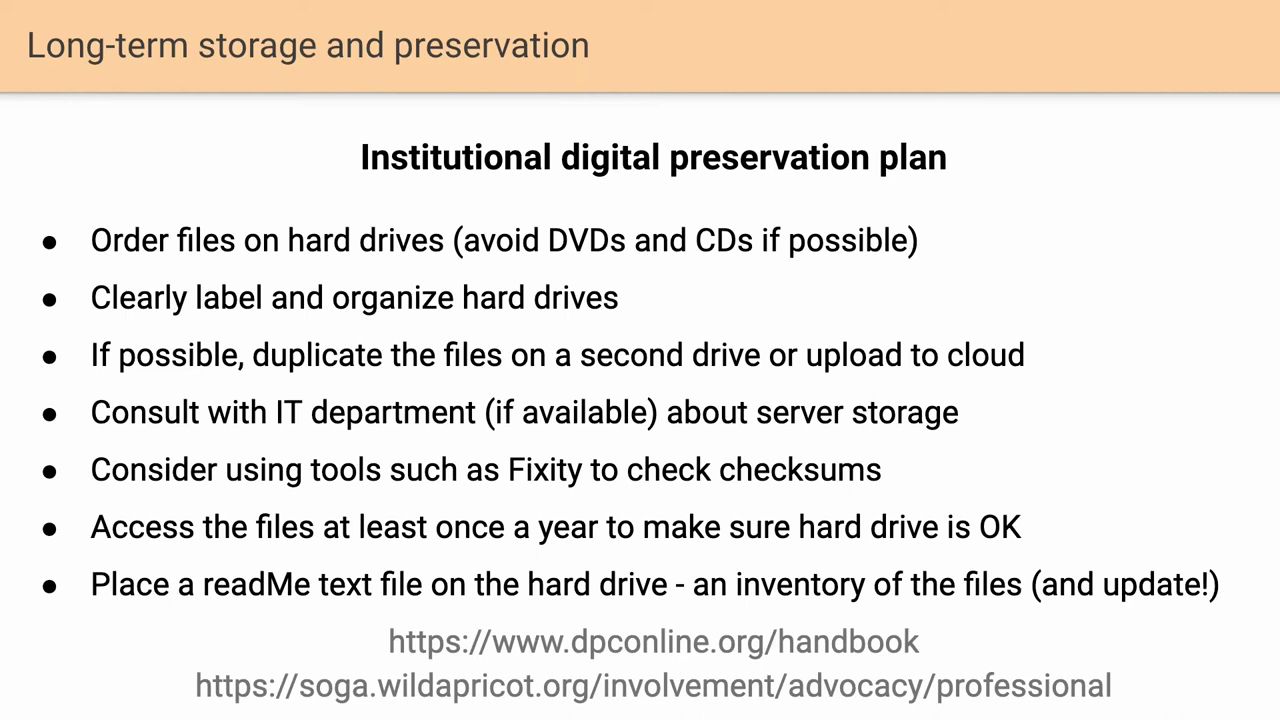 Long-term storage and preservation
Institutional digital preservation plan
● Order files on hard drives (avoid DVDs and CDs if possible)
● Clearly label and organize hard drives
● If possible, duplicate the files on a second drive or upload to cloud
● Consult with IT department (if available) about server storage
● Consider using tools such as Fixity to check checksums
● Access the files at least once a year to make sure hard drive is OK
● Place a readMe text file on the hard drive - an inventory of the files (and update!)
https://www.dpconline.org/handbook
https://soga.wildapricot.org/involvement/advocacy/professional